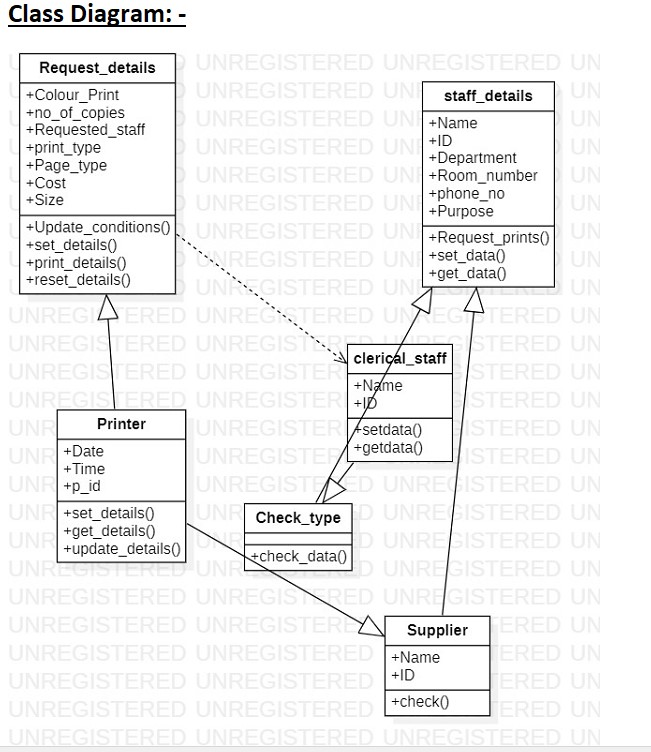 Class Diagram: -
Request_details
+Colour_Print
+no_of_copies
+Requested_staff
+print_type
+Page_type
+Cost
+Size
+Update_conditions()
+set_details()
+print_details()
+reset_details()
staff_details
+Name
+ID
+Department
+Room_number
+phone_no
+Purpose
+Request_prints()
+set_data()
+get_data()
clerical_staff
+Name
+ID
+setdata()
+getdata()
Printer
+Date
+Time
+p_id
+set_details()
+get_details()
+update_details()
Check_type
+check_data()
Supplier
+Name
+ID
+check()
UNREGISTERED UNREGISTERED UNREGISTERED UN